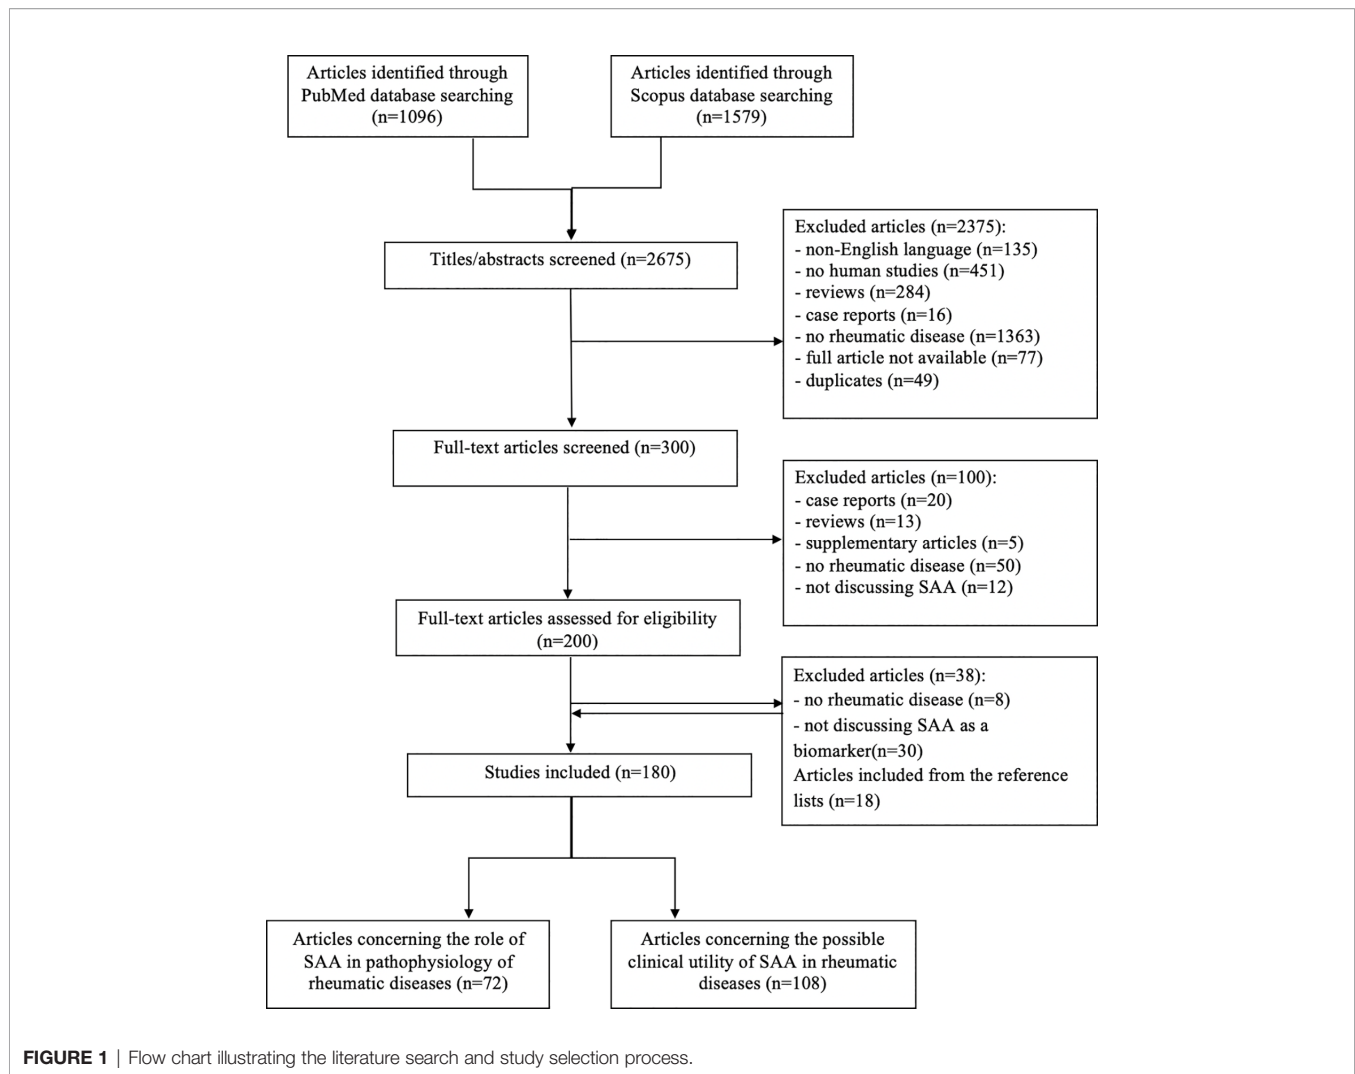 Articles identified through
PubMed database searching
(n=1096)
Articles identified through
Scopus database searching
(n=1579)
Titles/abstracts screened (n=2675)
Excluded articles (n=2375):
- non-English language (n=135)
- no human studies (n=451)
- reviews (n=284)
- case reports (n=16)
- no rheumatic disease (n=1363)
- full article not available (n=77)
- duplicates (n=49)
Full-text articles screened (n=300)
Excluded articles (n=100):
- case reports (n=20)
- reviews (n=13)
- supplementary articles (n=5)
- no rheumatic disease (n=50)
- not discussing SAA (n=12)
Full-text articles assessed for eligibility
(n=200)
Excluded articles (n=38):
- no rheumatic disease (n=8)
- not discussing SAA as a
biomarker(n=30)
Articles included from the reference
lists (n=18)
Studies included (n=180)
Articles concerning the role of
SAA in pathophysiology of
rheumatic diseases (n=72)
Articles concerning the possible
clinical utility of SAA in rheumatic
diseases (n=108)
FIGURE 1 | Flow chart illustrating the literature search and study selection process.